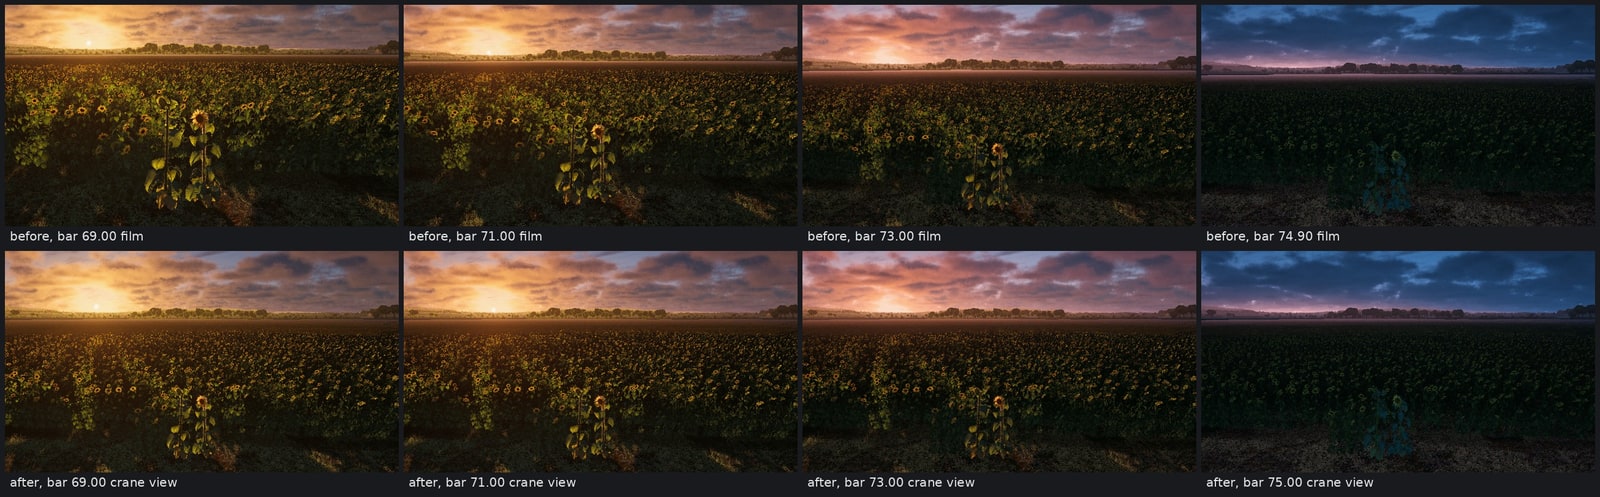 before, bar 69.00 film
before, bar 71.00 film
before, bar 73.00 film
before, bar 74.90 film
after, bar 69.00 crane view
after, bar 71.00 crane view
after, bar 73.00 crane view
after, bar 75.00 crane view